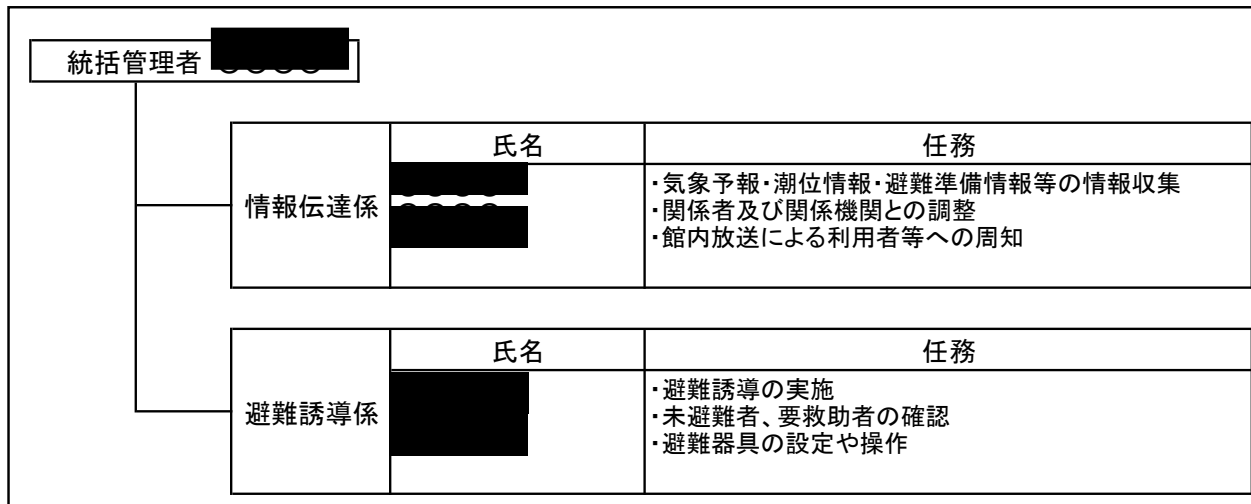 統括管理者
氏名 任務
情報伝達係
・気象予報・潮位情報・避難準備情報等の情報収集
・関係者及び関係機関との調整
・館内放送による利用者等への周知
氏名 任務
避難誘導係
・避難誘導の実施
・未避難者、要救助者の確認
・避難器具の設定や操作